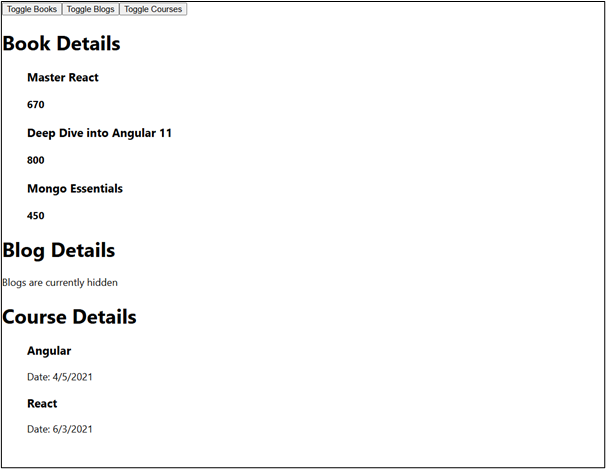 Toggle Books Toggle Blogs Toggle Courses
Book Details
Master React
670
Deep Dive into Angular 11
800
Mongo Essentials
450
Blog Details
Blogs are currently hidden
Course Details
Angular
Date: 4/5/2021
React
Date: 6/3/2021